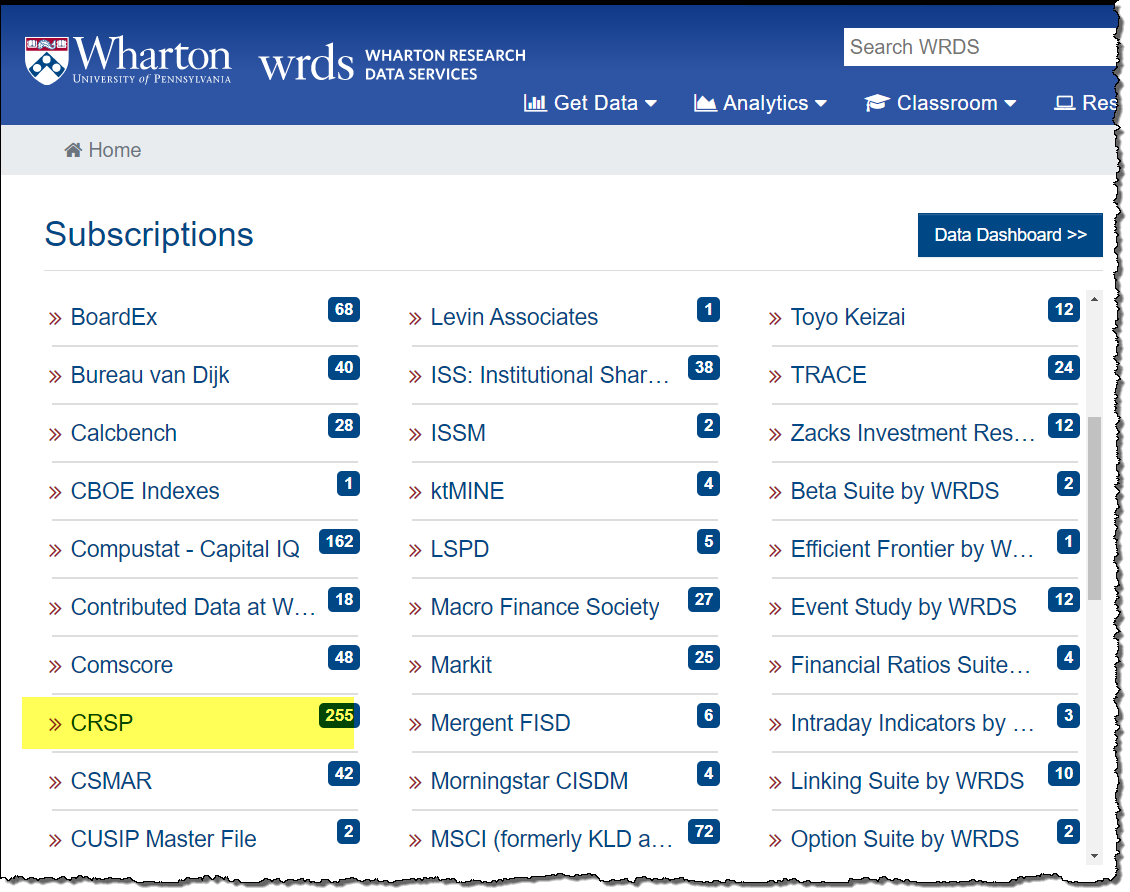 Wharton
UNIVERSITY of PENNSYLVANIA
wrds
WHARTON RESEARCH
DATA SERVICES
Search WRDS
Get Data
Analytics
Classroom
Res
Home
Subscriptions
Data Dashboard >>
BoardEx 68
Bureau van Dijk 40
Calcbench 28
CBOE Indexes 1
Compustat - Capital IQ 162
Contributed Data at W... 18
Comscore 48
CRSP 255
CSMAR 42
CUSIP Master File 2
Levin Associates 1
ISS: Institutional Shar... 38
ISSM 2
ktMINE 4
LSPD 5
Macro Finance Society 27
Markit 25
Mergent FISD 6
Morningstar CISDM 4
MSCI (formerly KLD a... 72
Toyo Keizai 12
TRACE 24
Zacks Investment Res... 12
Beta Suite by WRDS 2
Efficient Frontier by W... 1
Event Study by WRDS 12
Financial Ratios Suite... 4
Intraday Indicators by ... 3
Linking Suite by WRDS 10
Option Suite by WRDS 2